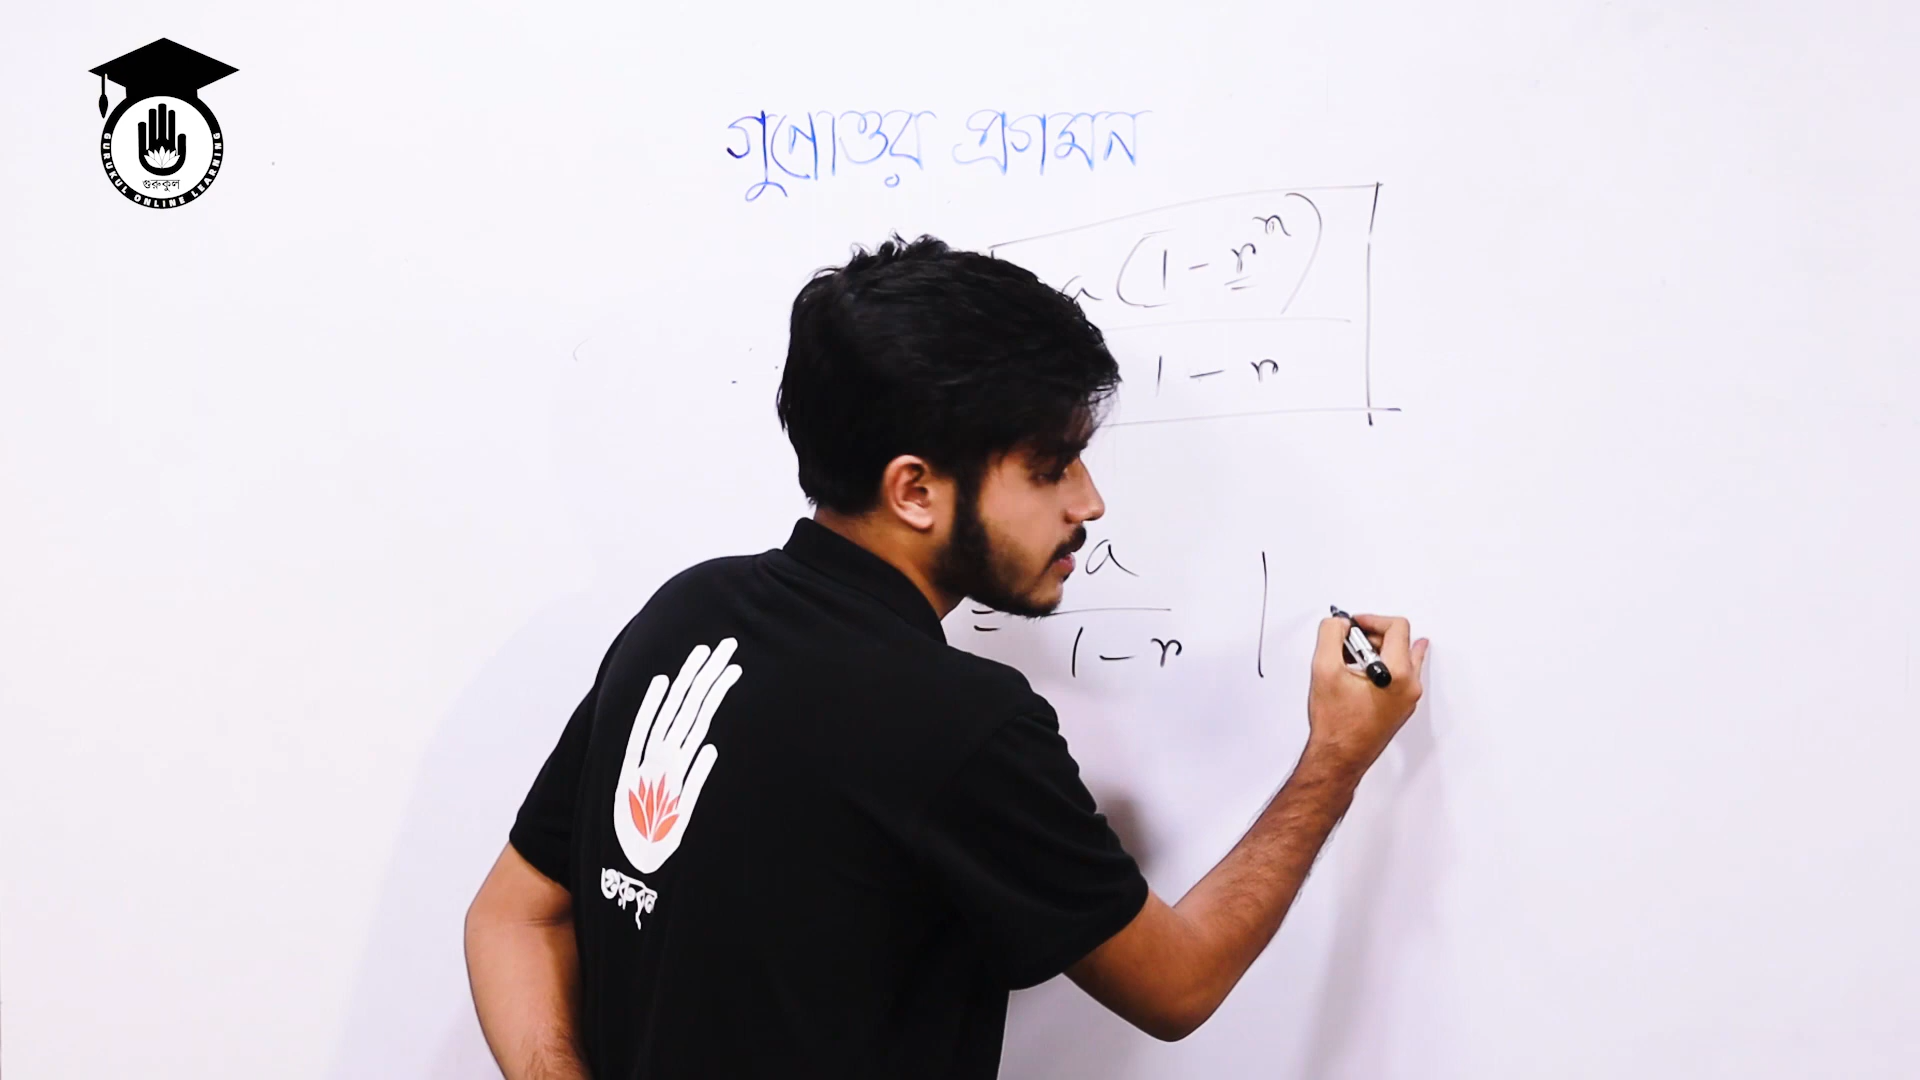 GURUKUL ONLINE LEARNING
গুরুকুল
গুণোত্তর প্রগমন
a(1-r^n)
1-r
= a
1-r |
গুরুকুল